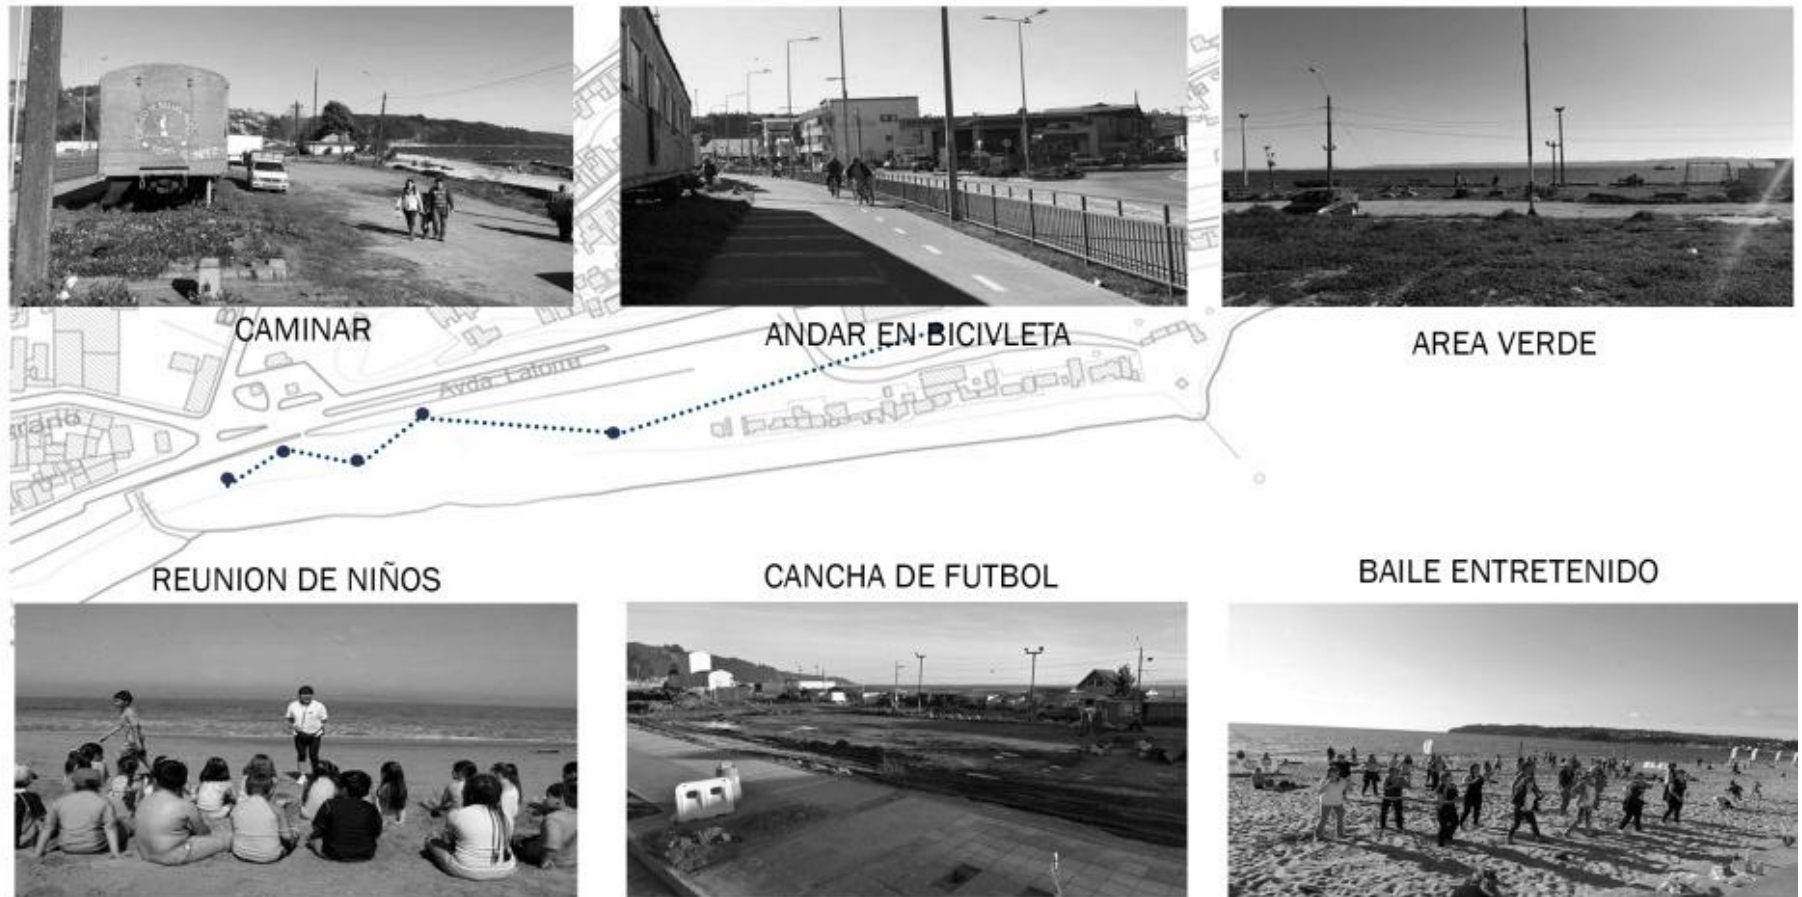 CAMINAR
ANDAR EN BICIVLETA
AREA VERDE
Avda. Latorre
REUNION DE NIÑOS
CANCHA DE FUTBOL
BAILE ENTRETENIDO